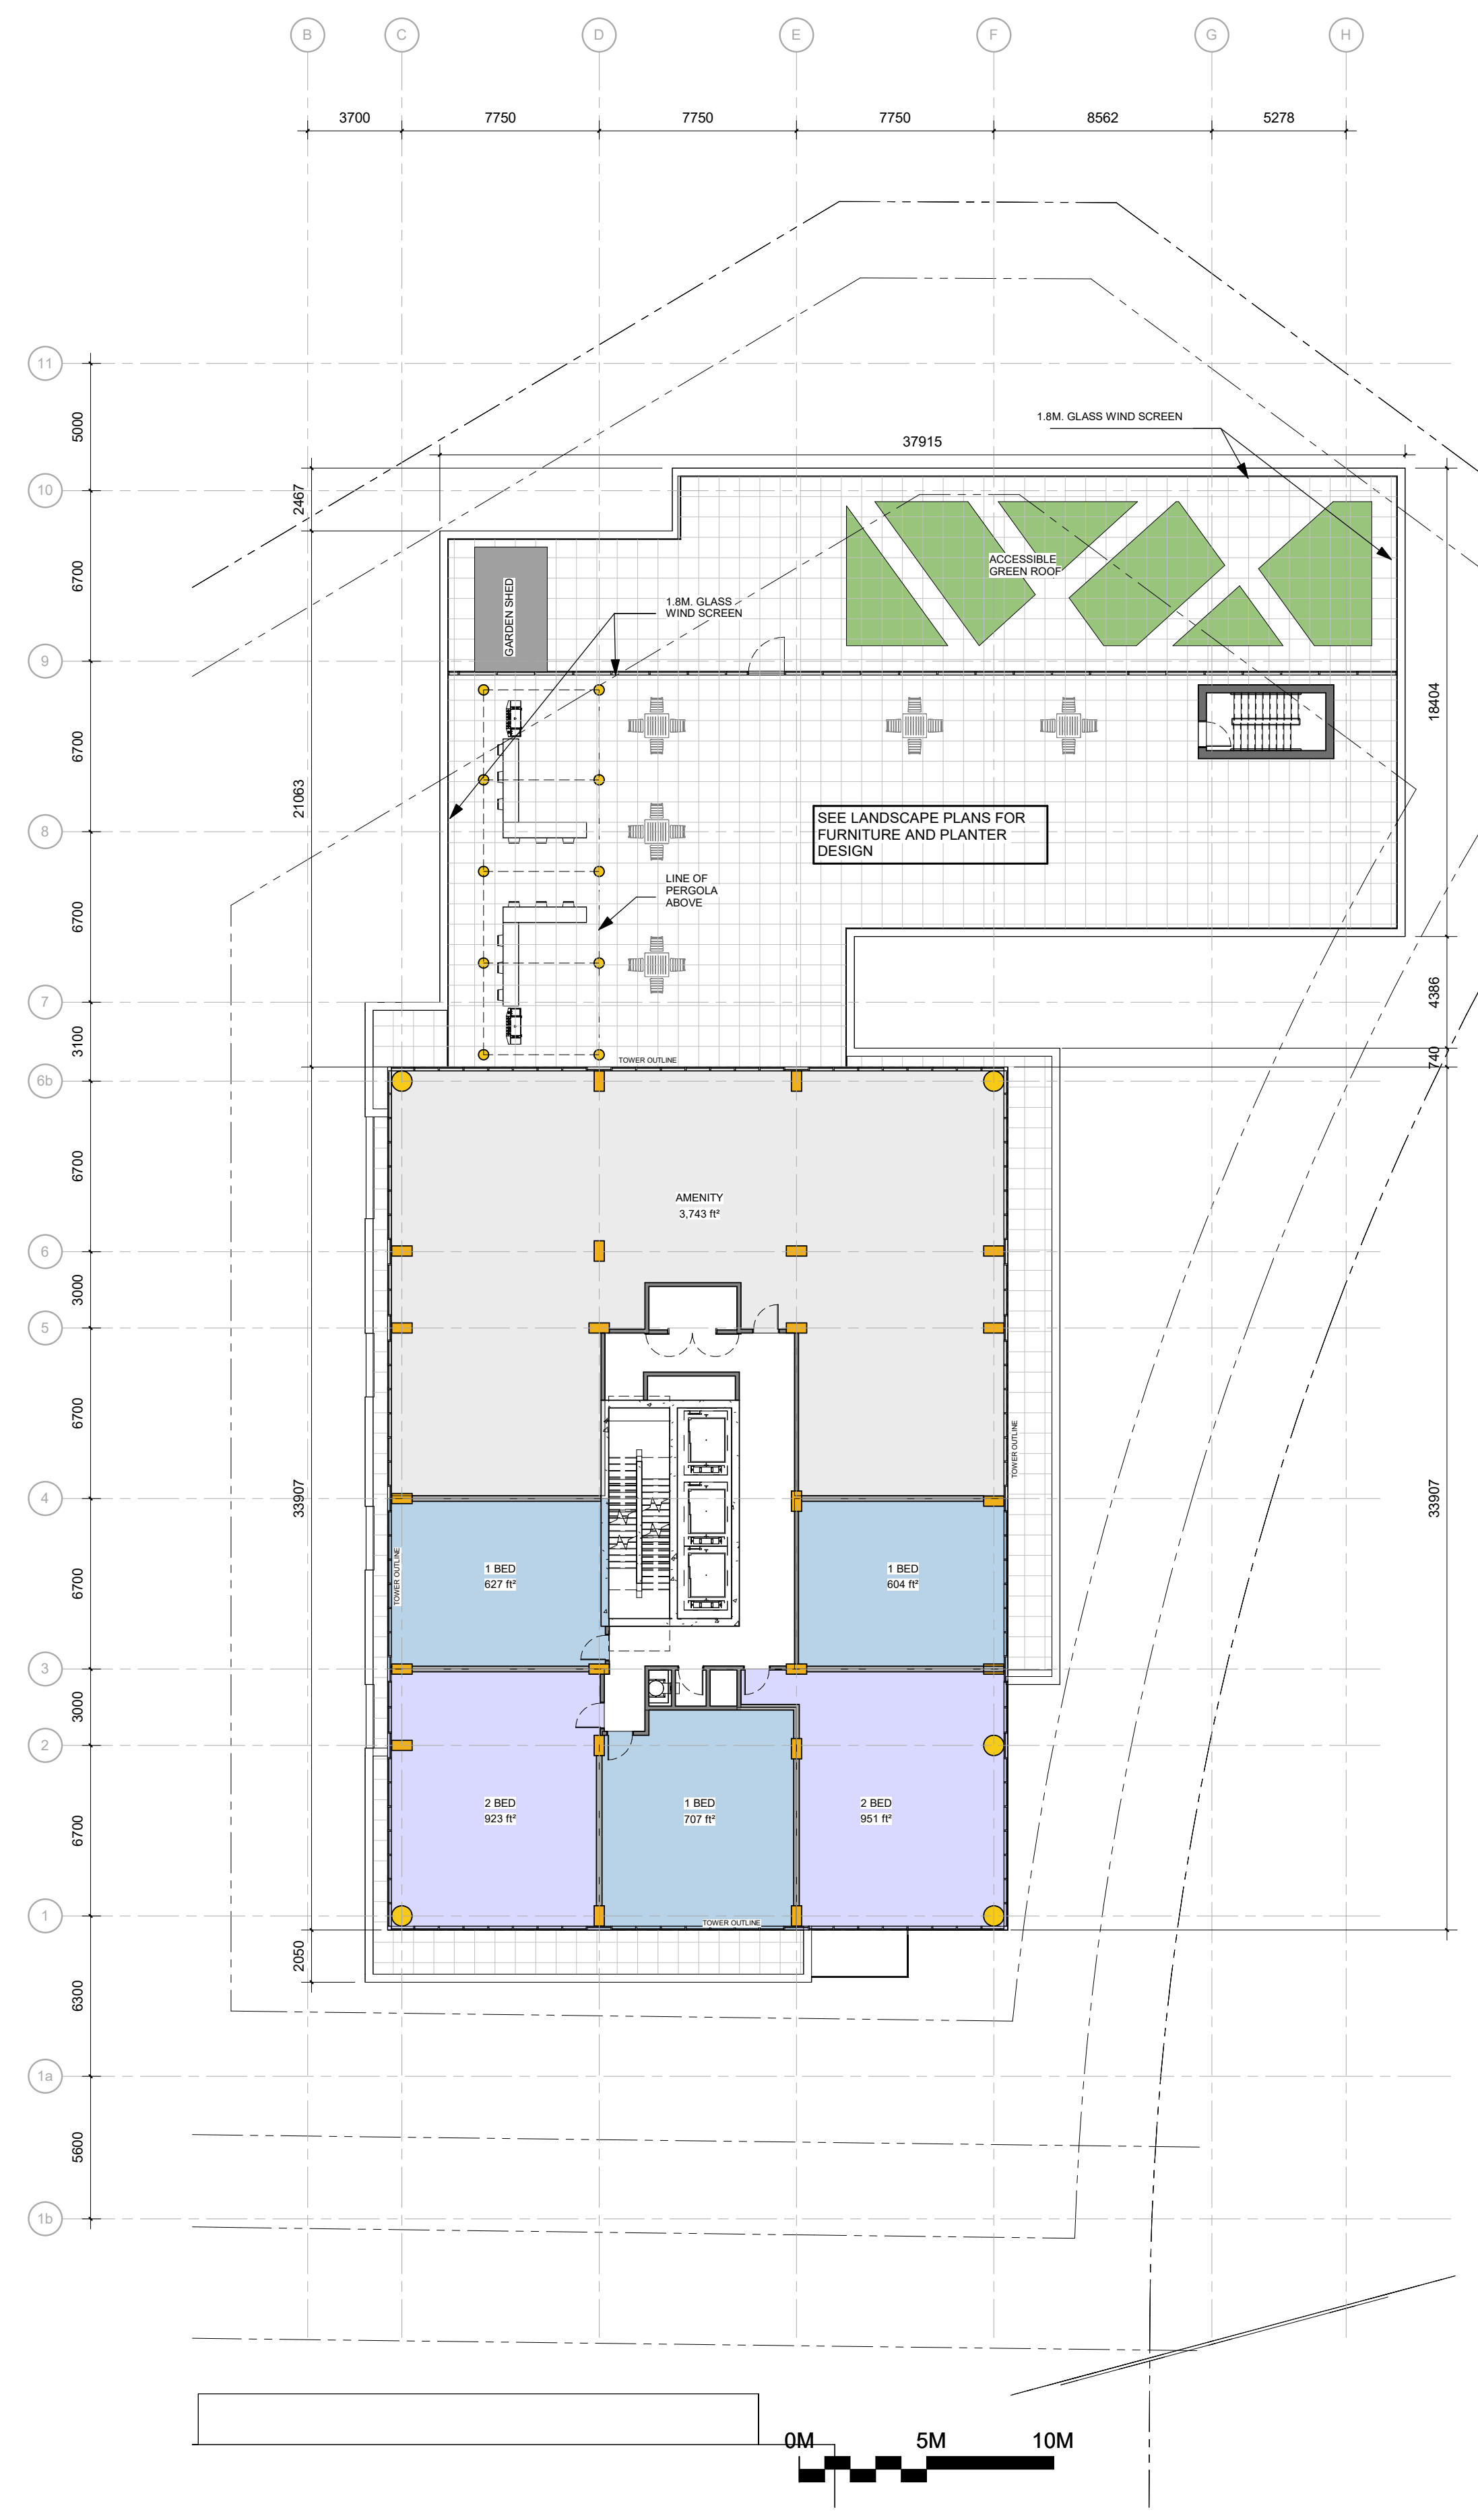 B
C
D
E
F
G
H
3700
7750
7750
7750
8562
5278
11
5000
1.8M. GLASS WIND SCREEN
37915
10
2467
6700
ACCESSIBLE
GREEN ROOF
GARDEN SHED
1.8M. GLASS
WIND SCREEN
9
18404
6700
21063
SEE LANDSCAPE PLANS FOR
FURNITURE AND PLANTER
DESIGN
8
LINE OF
PERGOLA
ABOVE
6700
7
4386
3100
740
TOWER OUTLINE
6b
6700
AMENITY
3,743 ft²
6
3000
5
6700
TOWER OUTLINE
4
33907
33907
6700
TOWER OUTLINE
1 BED
627 ft²
1 BED
604 ft²
3
3000
2
6700
2 BED
923 ft²
1 BED
707 ft²
2 BED
951 ft²
1
TOWER OUTLINE
2050
6300
1a
5600
1b
0M
5M
10M